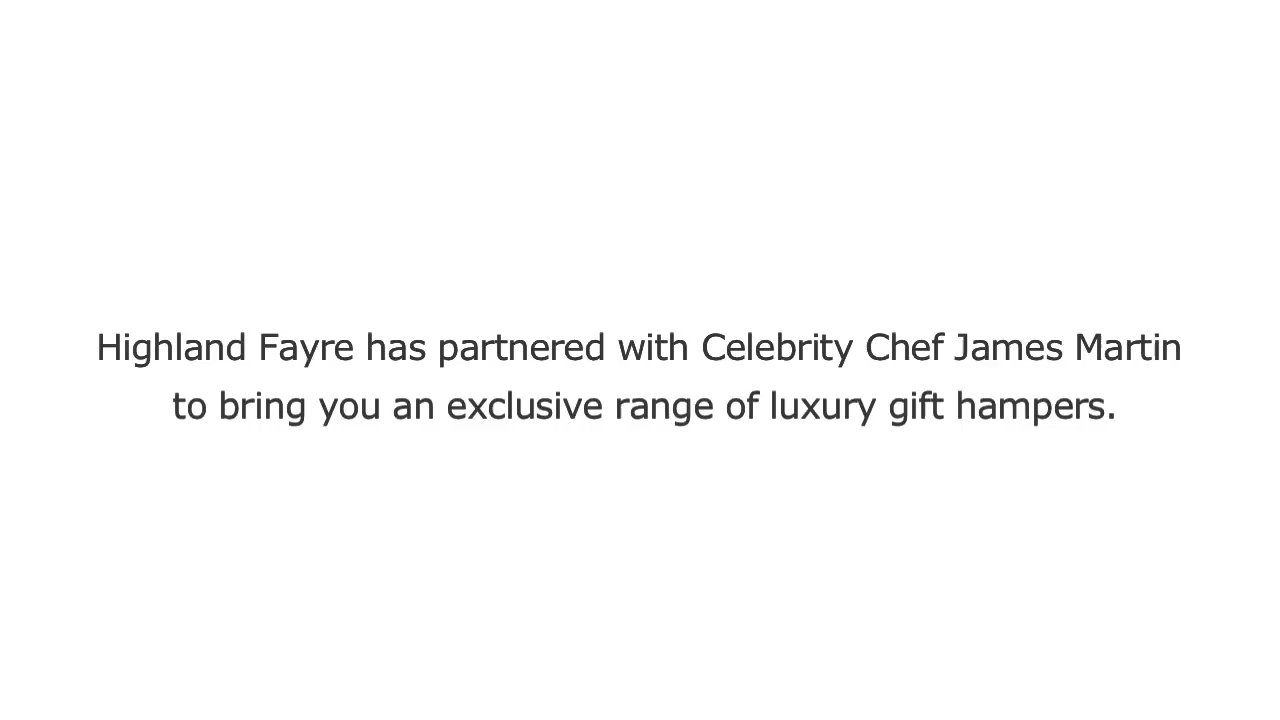 Highland Fayre has partnered with Celebrity Chef James Martin
to bring you an exclusive range of luxury gift hampers.